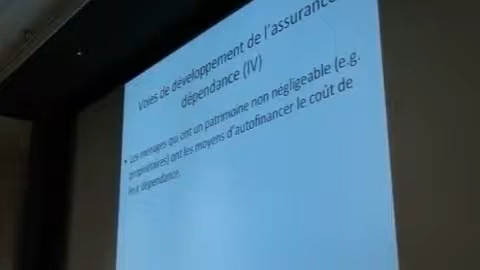 Voies de développement de l'assurance
dépendance (IV)
• Les ménages qui ont un patrimoine non négligeable (e.g.
propriétaires) ont les moyens d'autofinancer le coût de
leur dépendance.